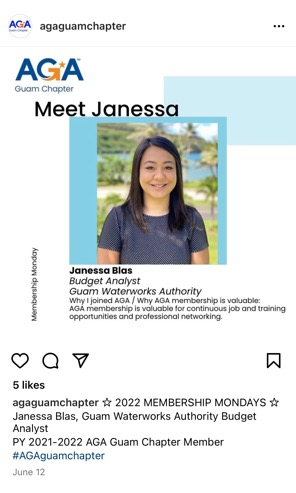 AGA
Guam Chapter
agaguamchapter
AGA
Guam Chapter
Meet Janessa
Membership Monday
Janessa Blas
Budget Analyst
Guam Waterworks Authority
Why I joined AGA / Why AGA membership is valuable:
AGA membership is valuable for continuous job and training
opportunities and professional networking.
5 likes
agaguamchapter ☆ 2022 MEMBERSHIP MONDAYS ☆
Janessa Blas, Guam Waterworks Authority Budget
Analyst
PY 2021-2022 AGA Guam Chapter Member
#AGAguamchapter
June 12